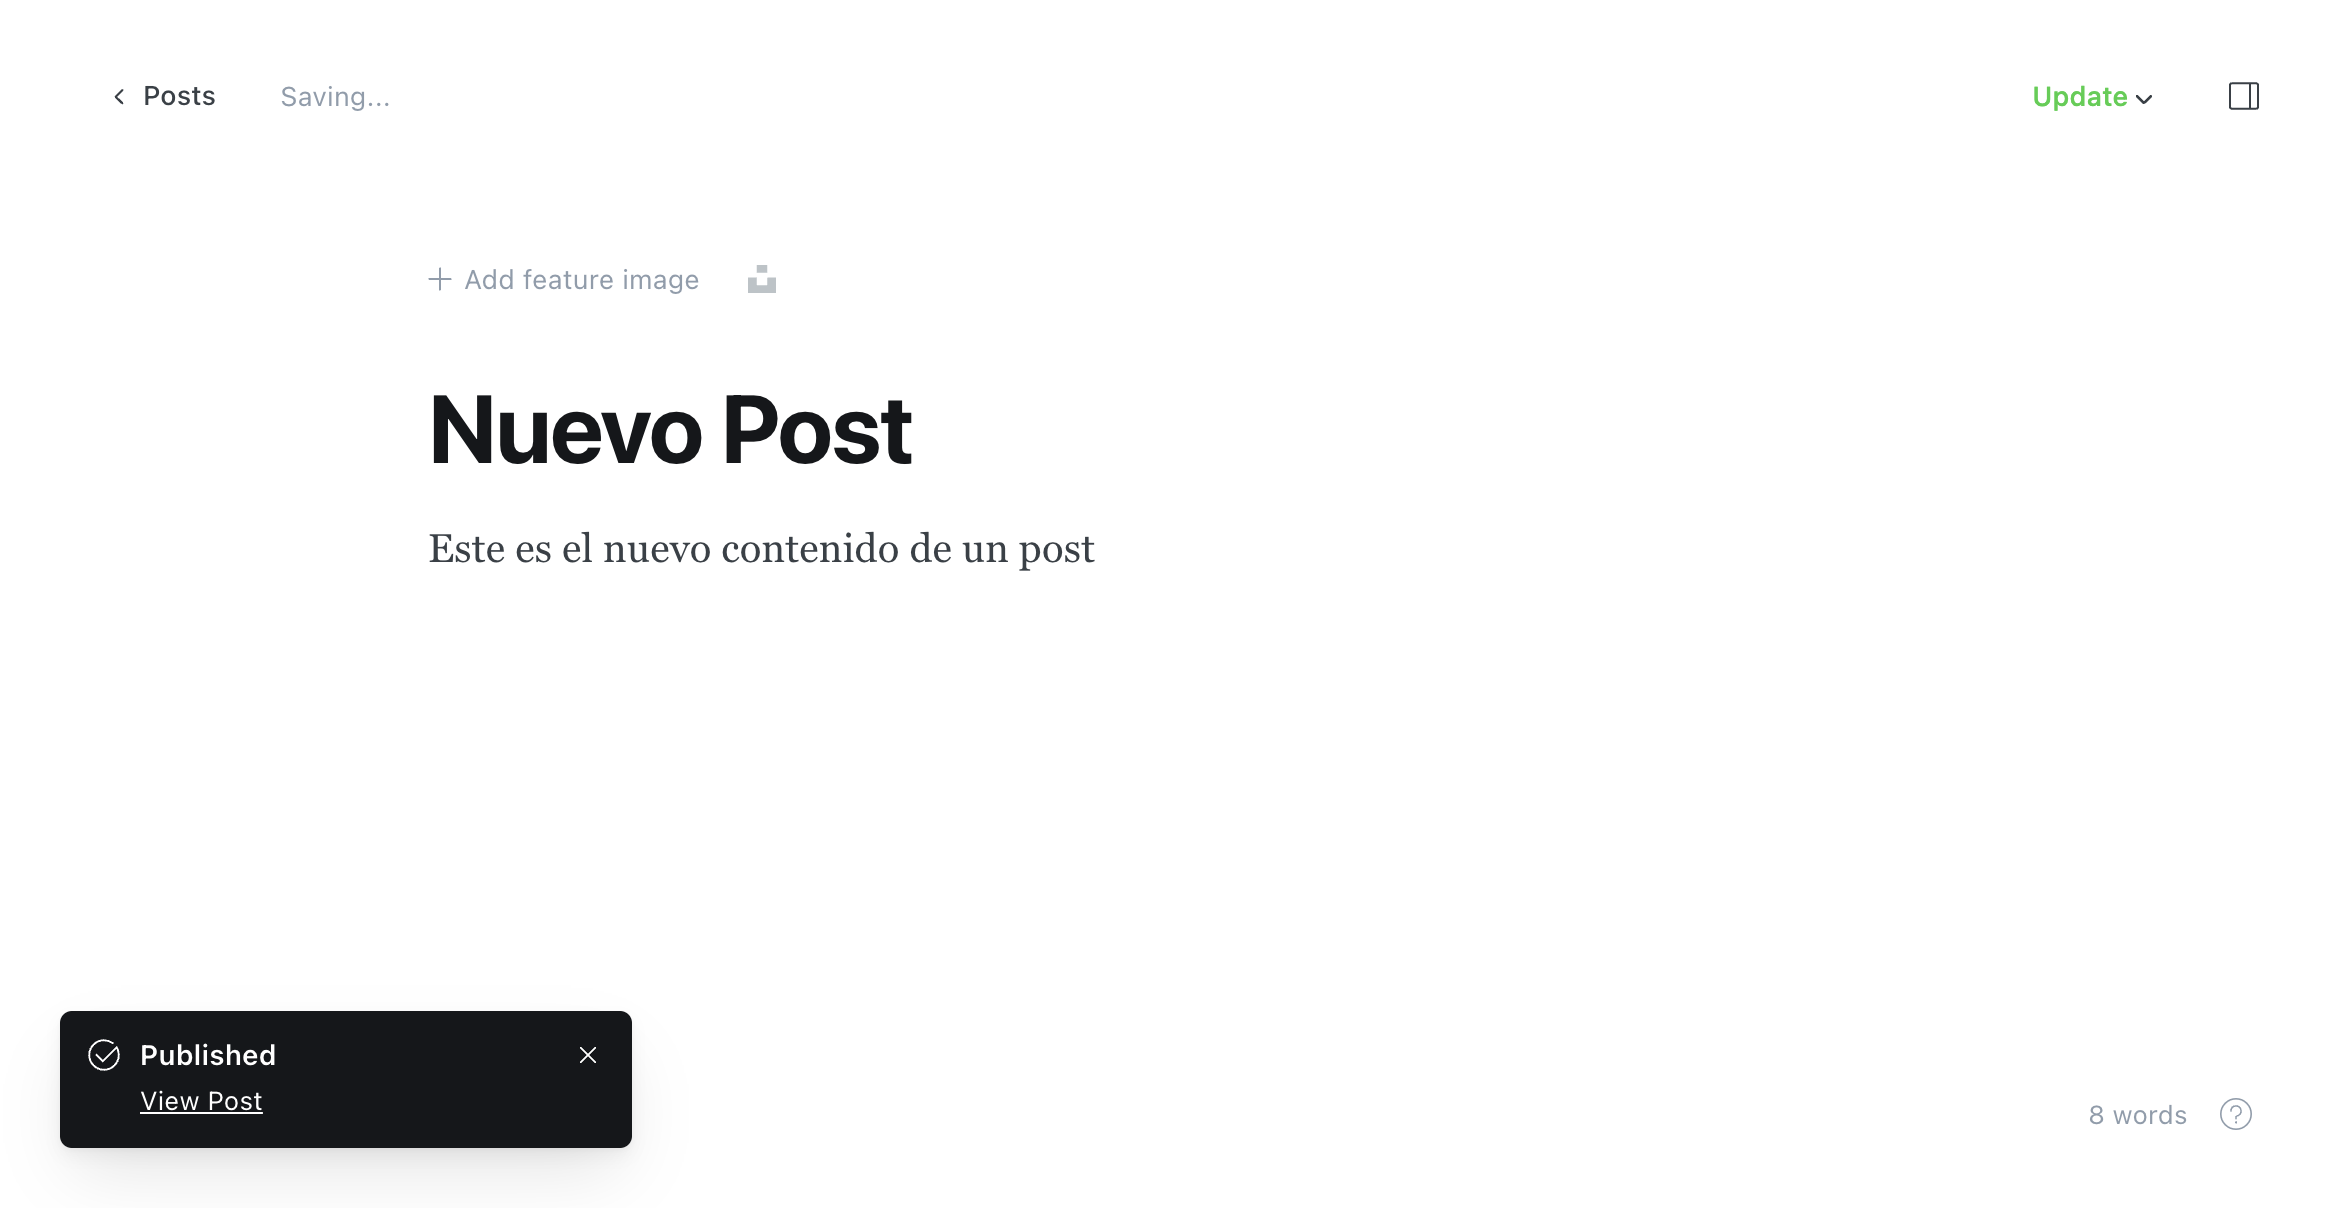 Posts
Saving...
Update
Add feature image
Nuevo Post
Este es el nuevo contenido de un post
Published
View Post
8 words
?